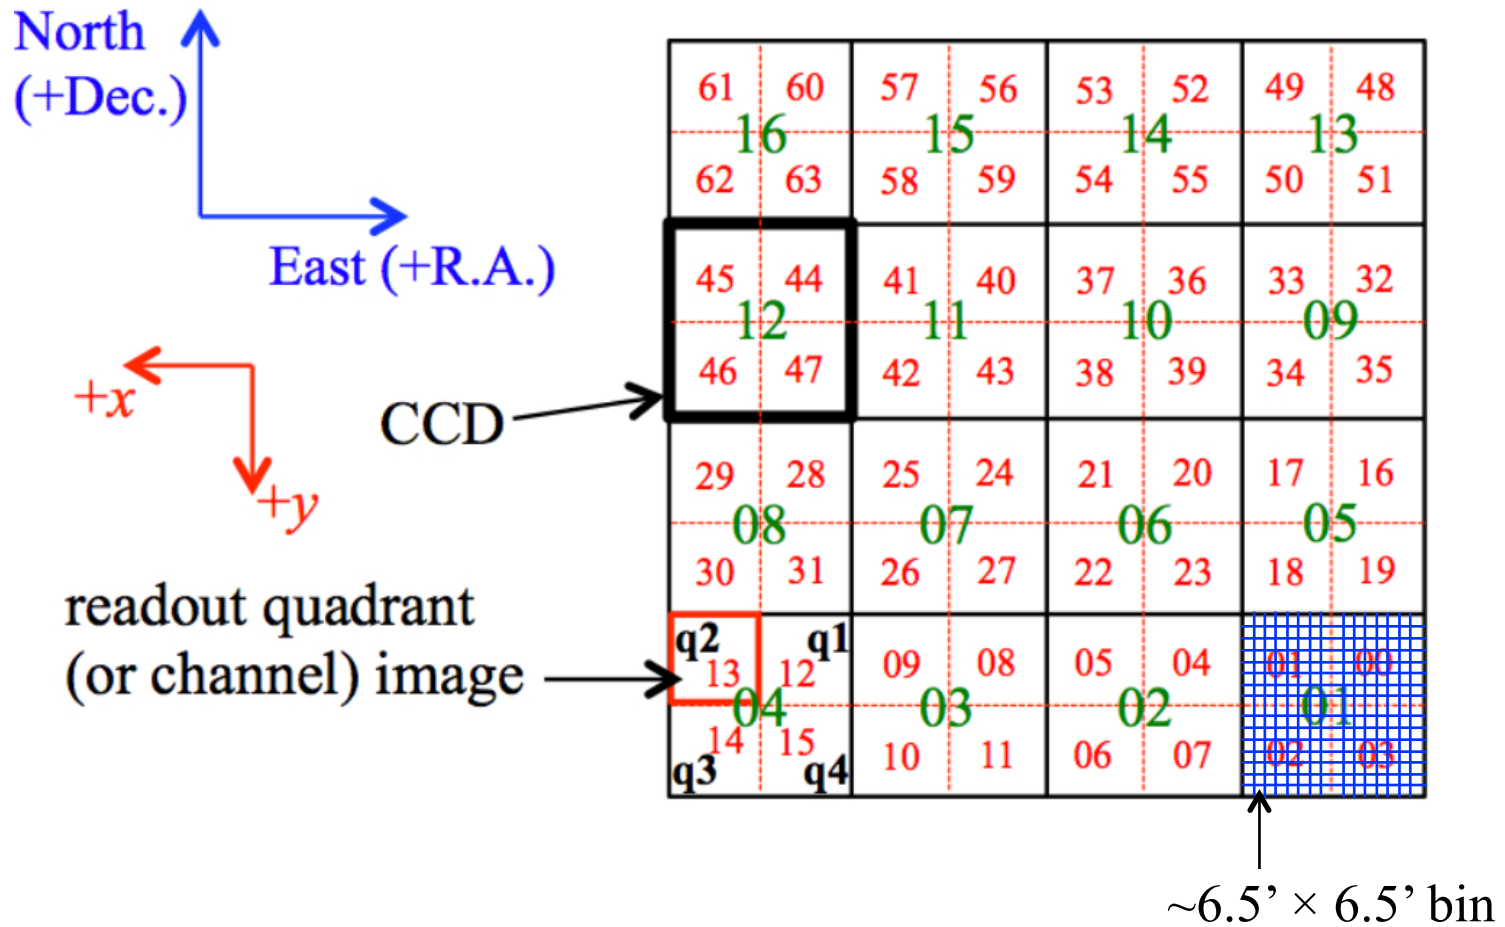 North
(+Dec.)
East (+R.A.)
+x
+y
CCD
readout quadrant
(or channel) image
61 60 57 56 53 52 49 48
16 15 14 13
62 63 58 59 54 55 50 51
45 44 41 40 37 36 33 32
12 11 10 09
46 47 42 43 38 39 34 35
29 28 25 24 21 20 17 16
08 07 06 05
30 31 26 27 22 23 18 19
q2 q1
13 12 09 08 05 04 01 00
04 03 02 01
14 15 10 11 06 07 02 03
q3 q4
~6.5’ × 6.5’ bin